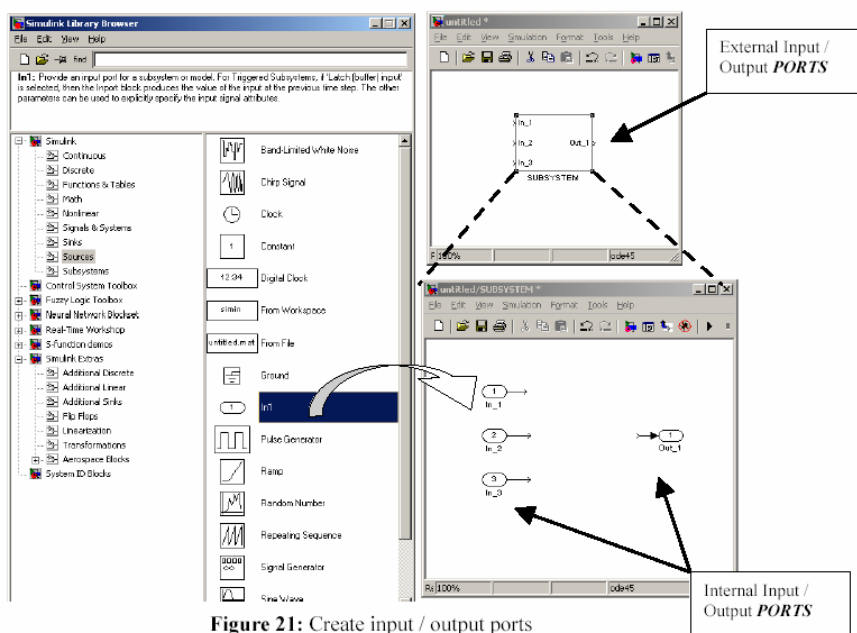 Simulink Library Browser
File Edit View Help
find
In1: Provide an input port for a subsystem or model. For Triggered Subsystems, if 'Latch (buffer) input'
is selected, then the Inport block produces the value of the input at the previous time step. The other
parameters can be used to explicitly specify the input signal attributes.
Simulink
Continuous
Discrete
Functions & Tables
Math
Nonlinear
Signals & Systems
Sinks
Sources
Subsystems
Control System Toolbox
Fuzzy Logic Toolbox
Neural Network Blockset
Real-Time Workshop
S-function demos
Simulink Extras
Additional Discrete
Additional Linear
Additional Sinks
Flip Flops
Linearization
Transformations
Aerospace Blocks
System ID Blocks
Band-Limited White Noise
Chirp Signal
Clock
1 Constant
12:34 Digital Clock
simin From Workspace
untitled.mat From File
Ground
1 In1
Pulse Generator
Ramp
Random Number
Repeating Sequence
Signal Generator
Sine Wave
untitled *
File Edit View Simulation Format Tools Help
In_1
In_2 Out_1
In_3
SUBSYSTEM
100% ode45
External Input /
Output PORTS
untitled/SUBSYSTEM *
File Edit View Simulation Format Tools Help
1
In_1
2
In_2
1
Out_1
3
In_3
100% ode45
Internal Input /
Output PORTS
Figure 21: Create input / output ports